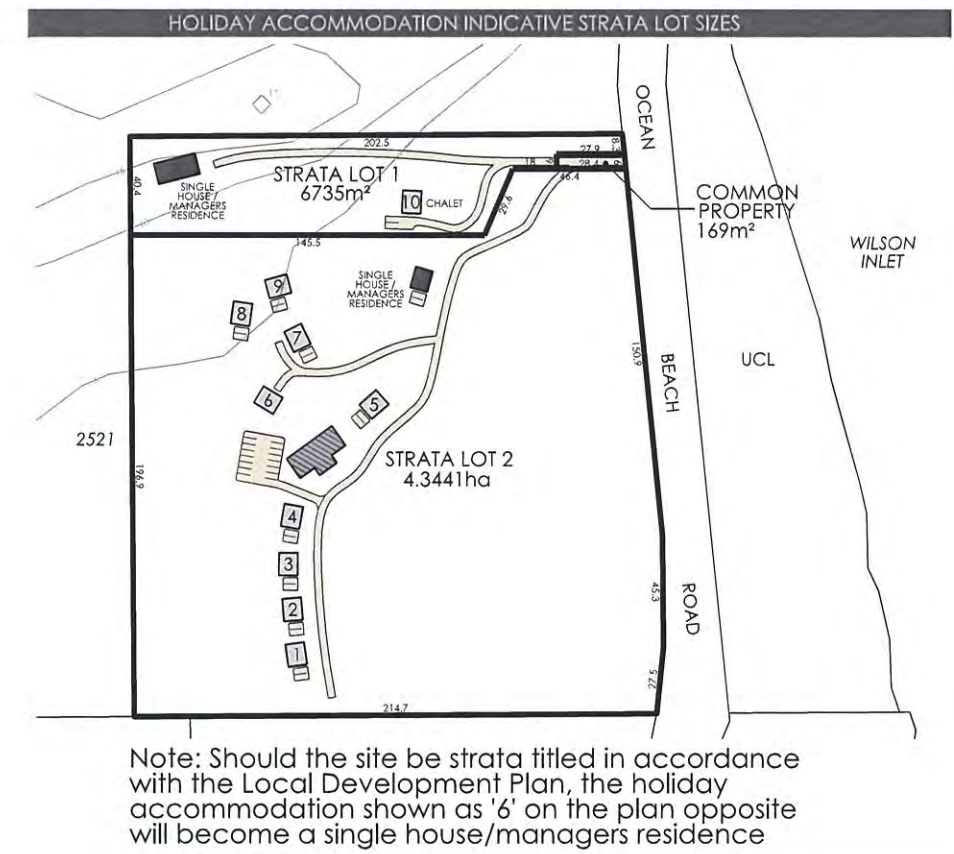 HOLIDAY ACCOMMODATION INDICATIVE STRATA LOT SIZES
OCEAN
202.5
27.9
28.4
18
46.4
40.4
STRATA LOT 1
6735m²
SINGLE
HOUSE/
MANAGERS
RESIDENCE
10 CHALET
29.6
COMMON
PROPERTY
169m²
145.5
WILSON
INLET
SINGLE
HOUSE/
MANAGERS
RESIDENCE
9
8
7
150.9
BEACH
UCL
6
5
2521
STRATA LOT 2
4.3441ha
196.9
4
3
2
1
45.3
ROAD
22.5
214.7
Note: Should the site be strata titled in accordance
with the Local Development Plan, the holiday
accommodation shown as '6' on the plan opposite
will become a single house/managers residence